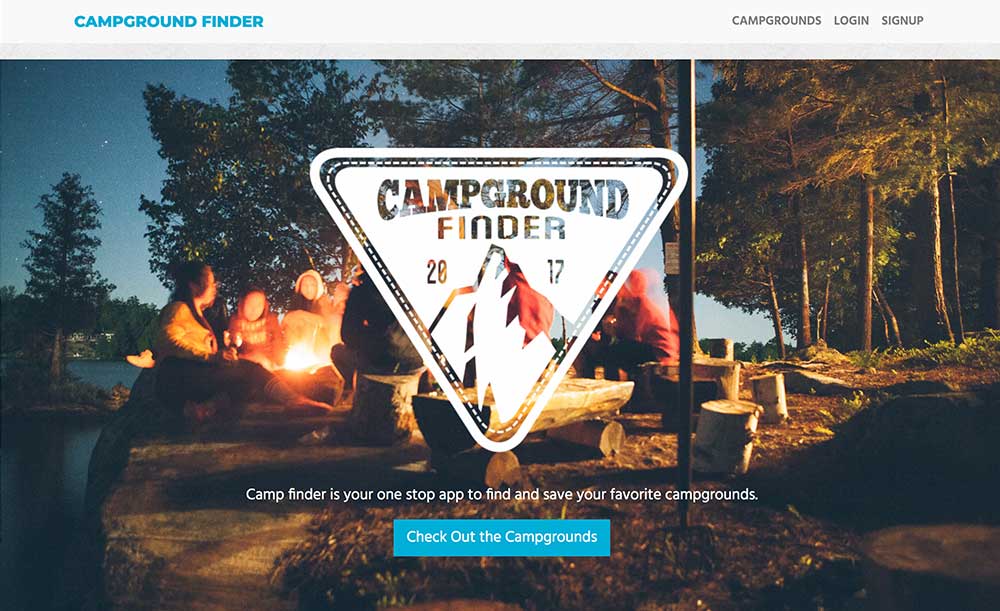 CAMPGROUND FINDER
CAMPGROUNDS LOGIN SIGNUP
CAMPGROUND
FINDER
20 17
Camp finder is your one stop app to find and save your favorite campgrounds.
Check Out the Campgrounds